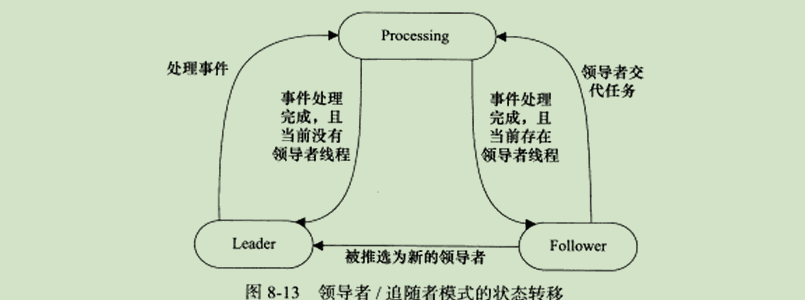 Processing
处理事件
领导者交
代任务
事件处理
完成，且
当前没有
领导者线程
事件处理
完成，且
当前存在
领导者线程
Leader
Follower
被推选为新的领导者
图 8-13 领导者 / 追随者模式的状态转移